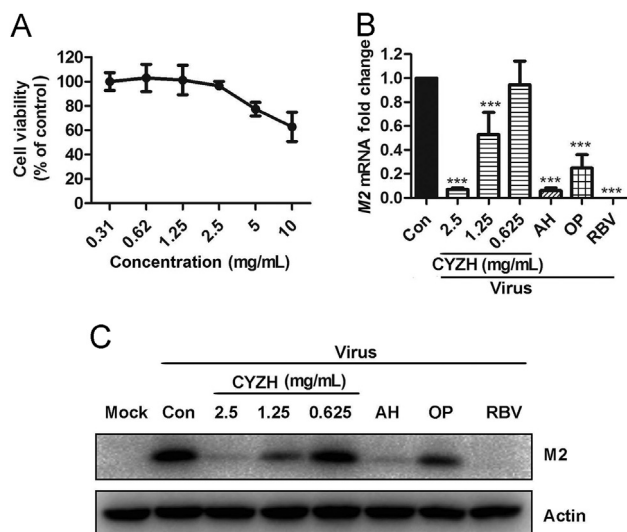 A
Cell viability
(% of control)
120
100
80
60
40
20
0
0.31
0.62
1.25
2.5
5
10
Concentration (mg/mL)
B
M2 mRNA fold change
1.2
1.0
0.8
0.6
0.4
0.2
0.0
***
***
***
***
***
Con
2.5
1.25
0.625
AH
OP
RBV
CYZH (mg/mL)
Virus
C
Virus
CYZH (mg/mL)
Mock Con 2.5 1.25 0.625 AH OP RBV
M2
Actin